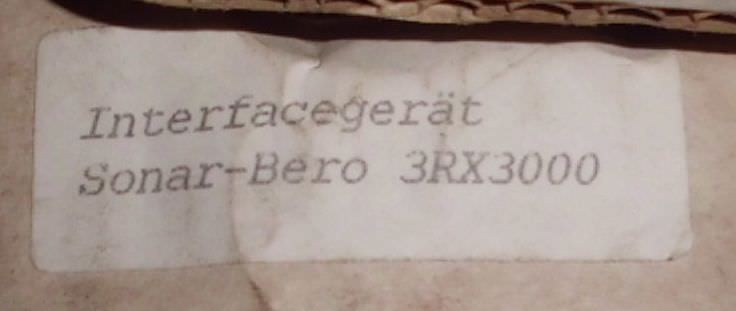 Interfacegerät
Sonar-Bero 3RX3000